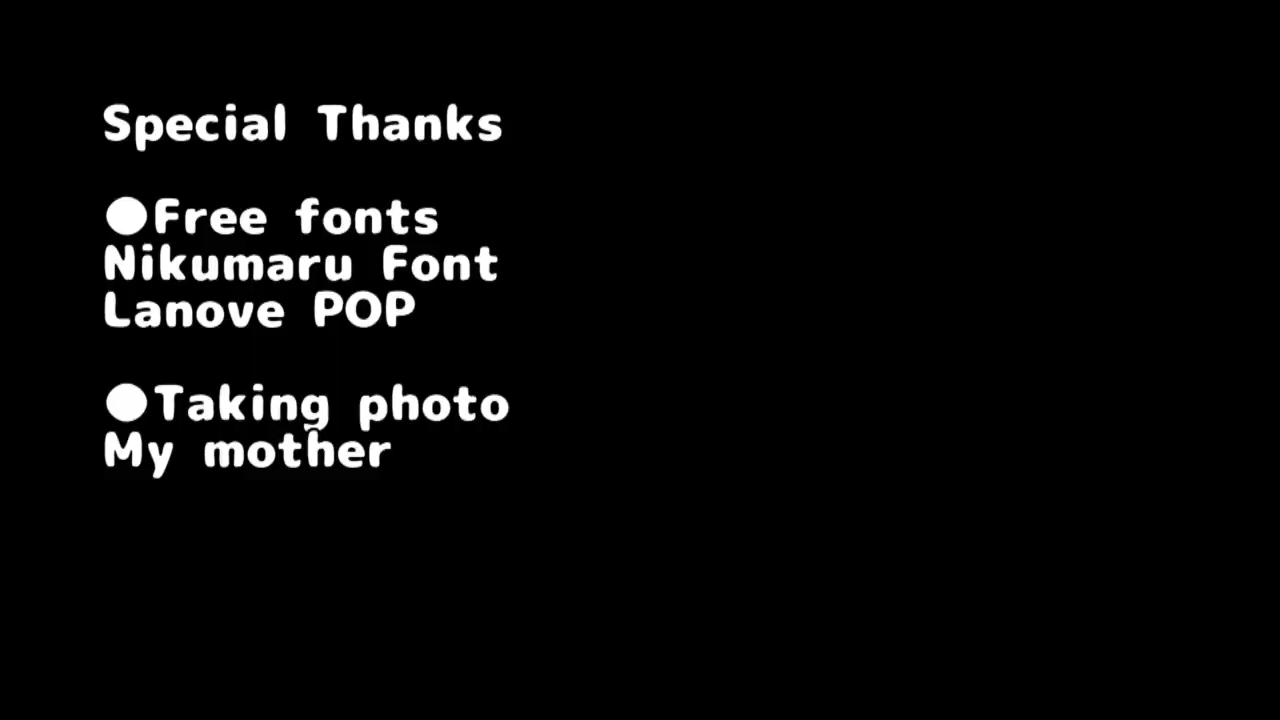 Special Thanks
●Free fonts
Nikumaru Font
Lanove POP
●Taking photo
My mother